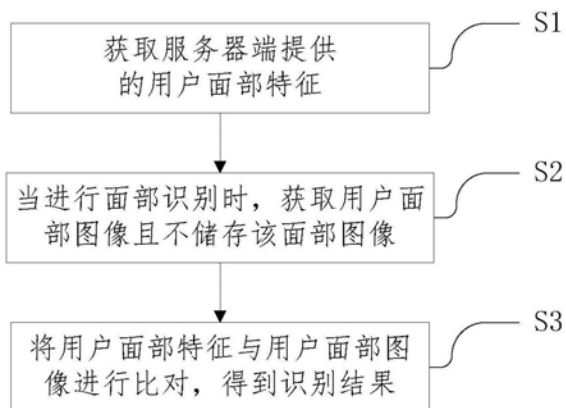 获取服务器端提供
的用户面部特征
S1
当进行面部识别时，获取用户面
部图像且不储存该面部图像
S2
将用户面部特征与用户面部图
像进行比对，得到识别结果
S3